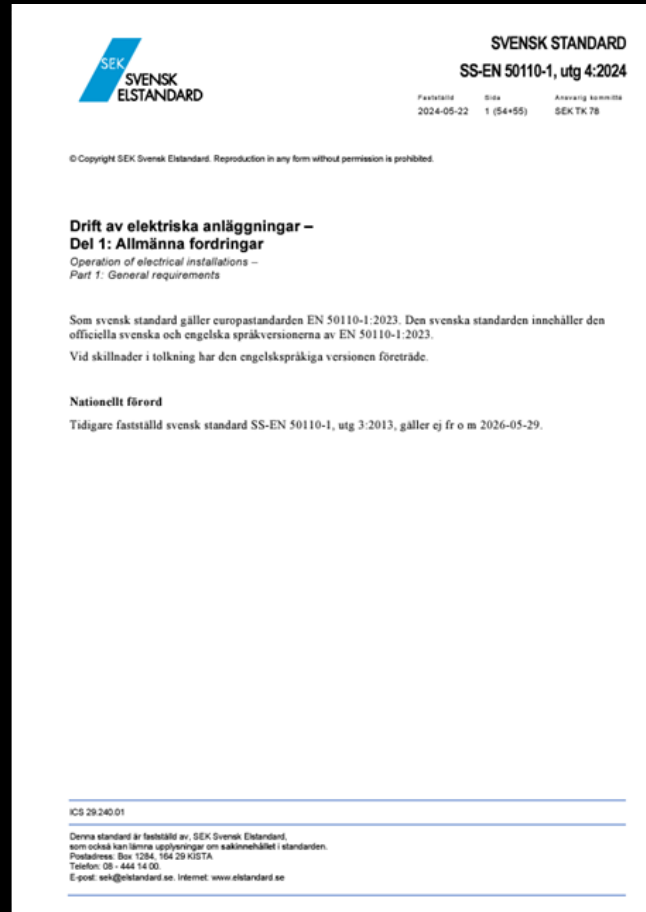 SEK
SVENSK
ELSTANDARD
SVENSK STANDARD
SS-EN 50110-1, utg 4:2024
Fastställd Sida Ansvarig kommitté
2024-05-22 1 (54+55) SEK TK 78
© Copyright SEK Svensk Elstandard. Reproduction in any form without permission is prohibited.
Drift av elektriska anläggningar –
Del 1: Allmänna fordringar
Operation of electrical installations –
Part 1: General requirements
Som svensk standard gäller europastandarden EN 50110-1:2023. Den svenska standarden innehåller den
officiella svenska och engelska språkversionerna av EN 50110-1:2023.
Vid skillnader i tolkning har den engelskspråkiga versionen företräde.
Nationellt förord
Tidigare fastställd svensk standard SS-EN 50110-1, utg 3:2013, gäller ej fr o m 2026-05-29.
ICS 29.240.01
Denna standard är fastställd av, SEK Svensk Elstandard,
som också kan lämna upplysningar om sakinnehållet i standarden.
Postadress: Box 1284, 164 29 KISTA
Telefon: 08 - 444 14 00.
E-post: sek@elstandard.se. Internet: www.elstandard.se